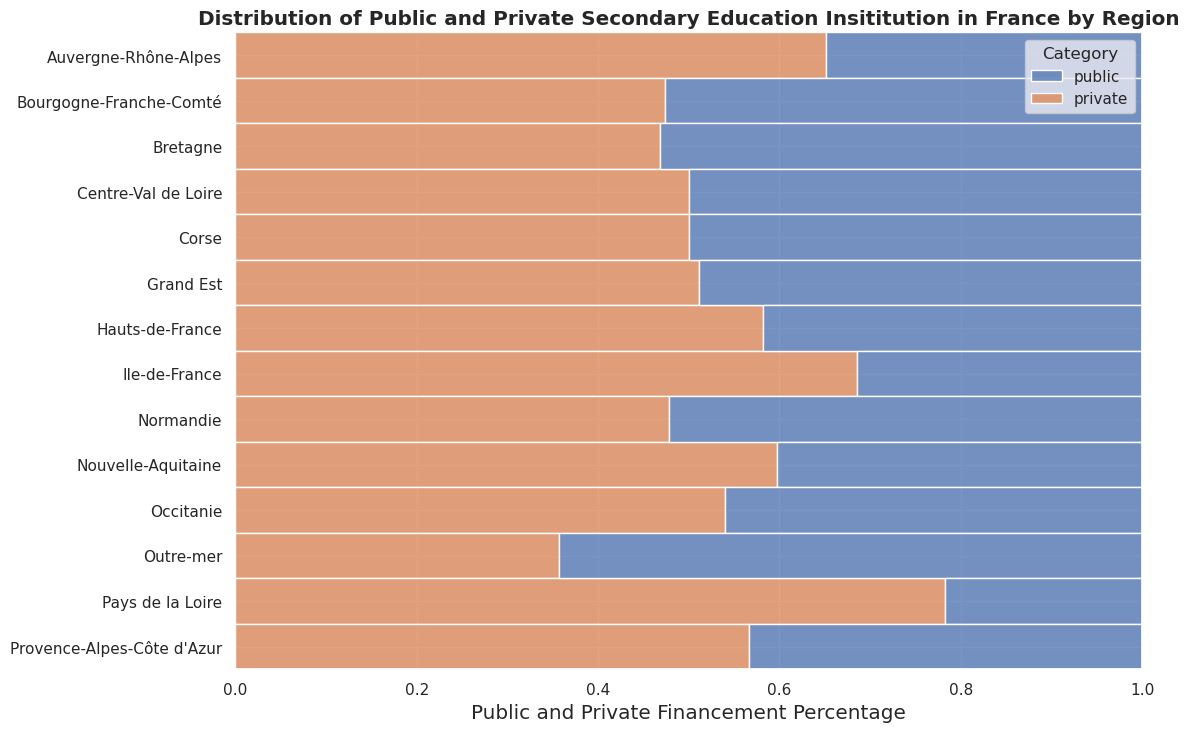 Distribution of Public and Private Secondary Education Insititution in France by Region
Category
public
private
Auvergne-Rhône-Alpes
Bourgogne-Franche-Comté
Bretagne
Centre-Val de Loire
Corse
Grand Est
Hauts-de-France
Ile-de-France
Normandie
Nouvelle-Aquitaine
Occitanie
Outre-mer
Pays de la Loire
Provence-Alpes-Côte d'Azur
0.0 0.2 0.4 0.6 0.8 1.0
Public and Private Financement Percentage